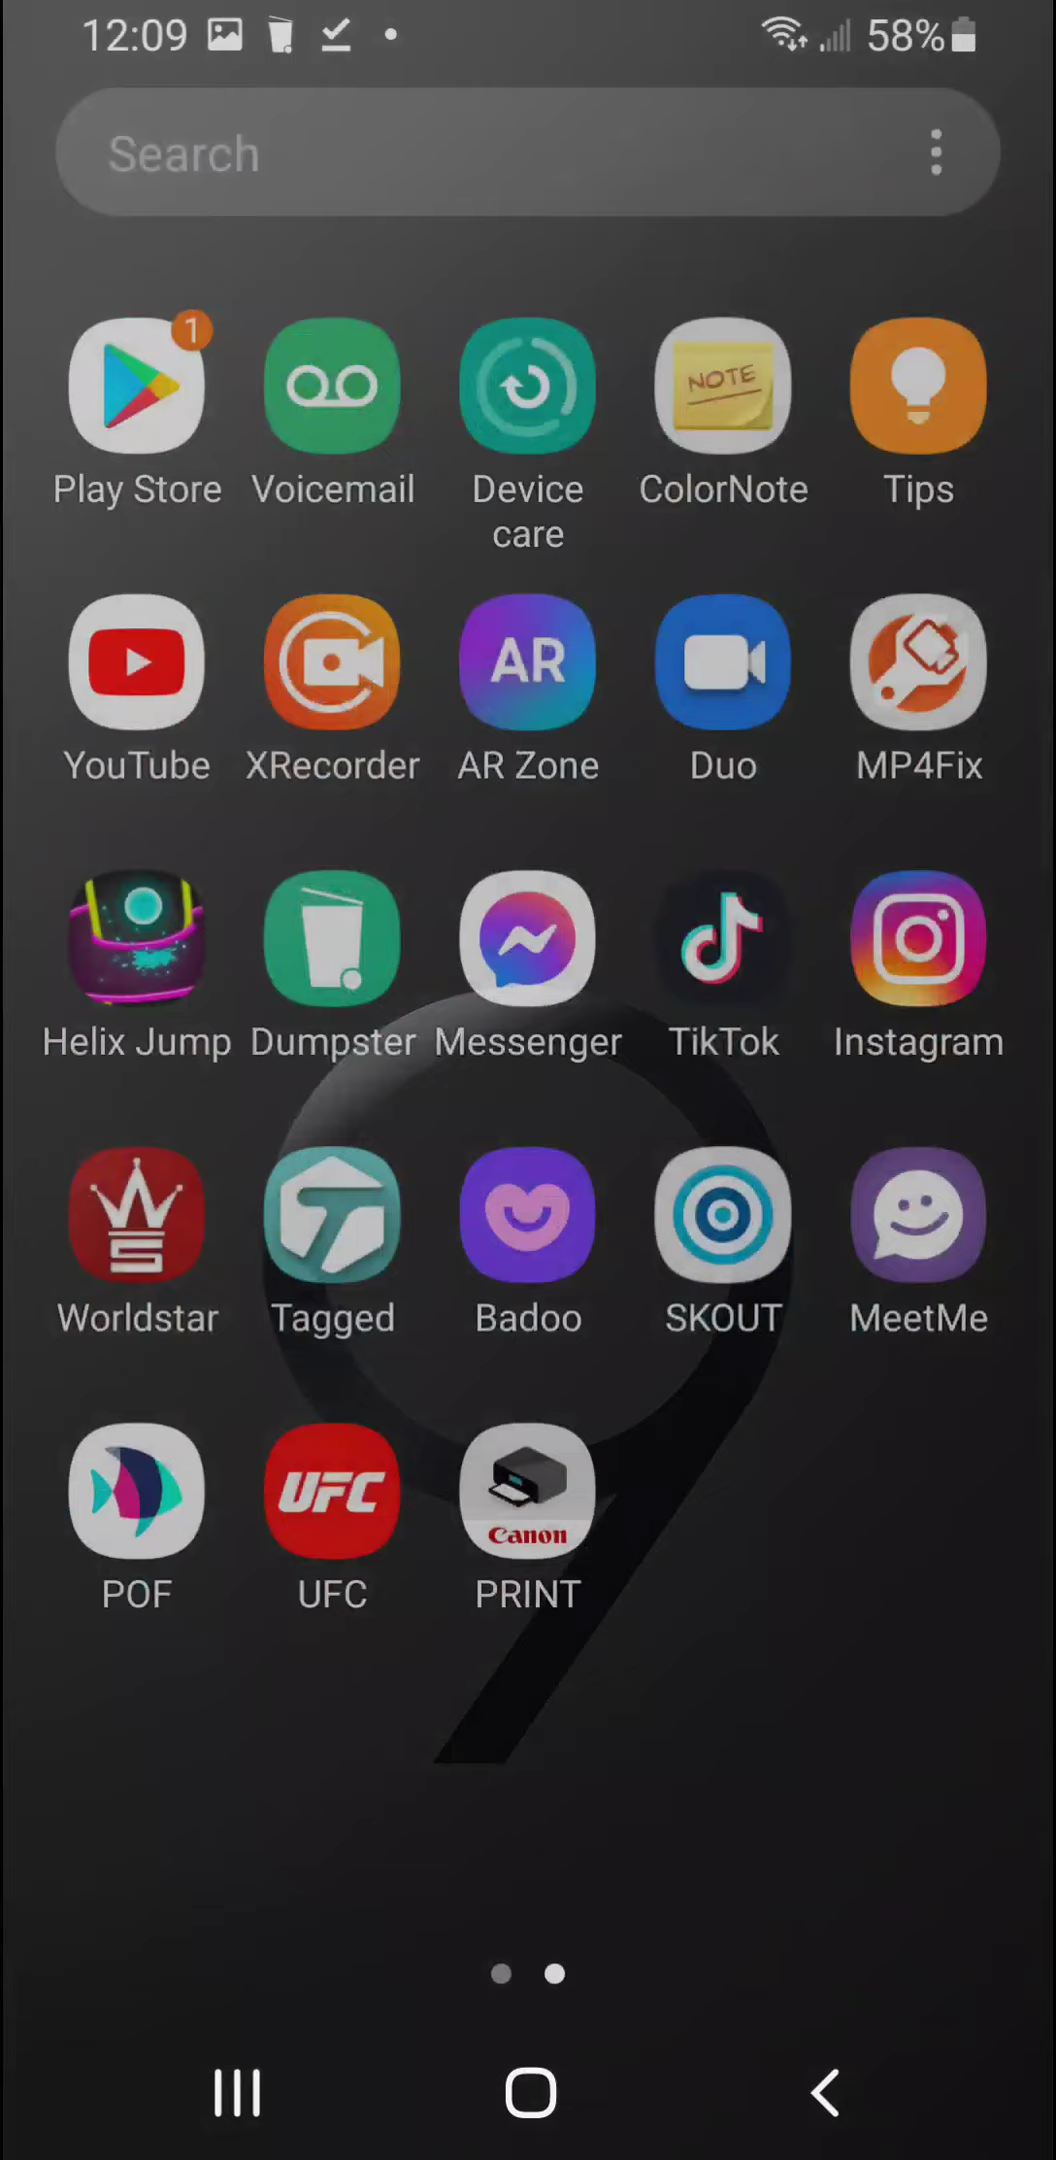 12:09 58%
Search
1
Play Store Voicemail Device care ColorNote Tips
NOTE
AR
YouTube XRecorder AR Zone Duo MP4Fix
Helix Jump Dumpster Messenger TikTok Instagram
Worldstar Tagged Badoo SKOUT MeetMe
UFC
Canon
POF UFC PRINT